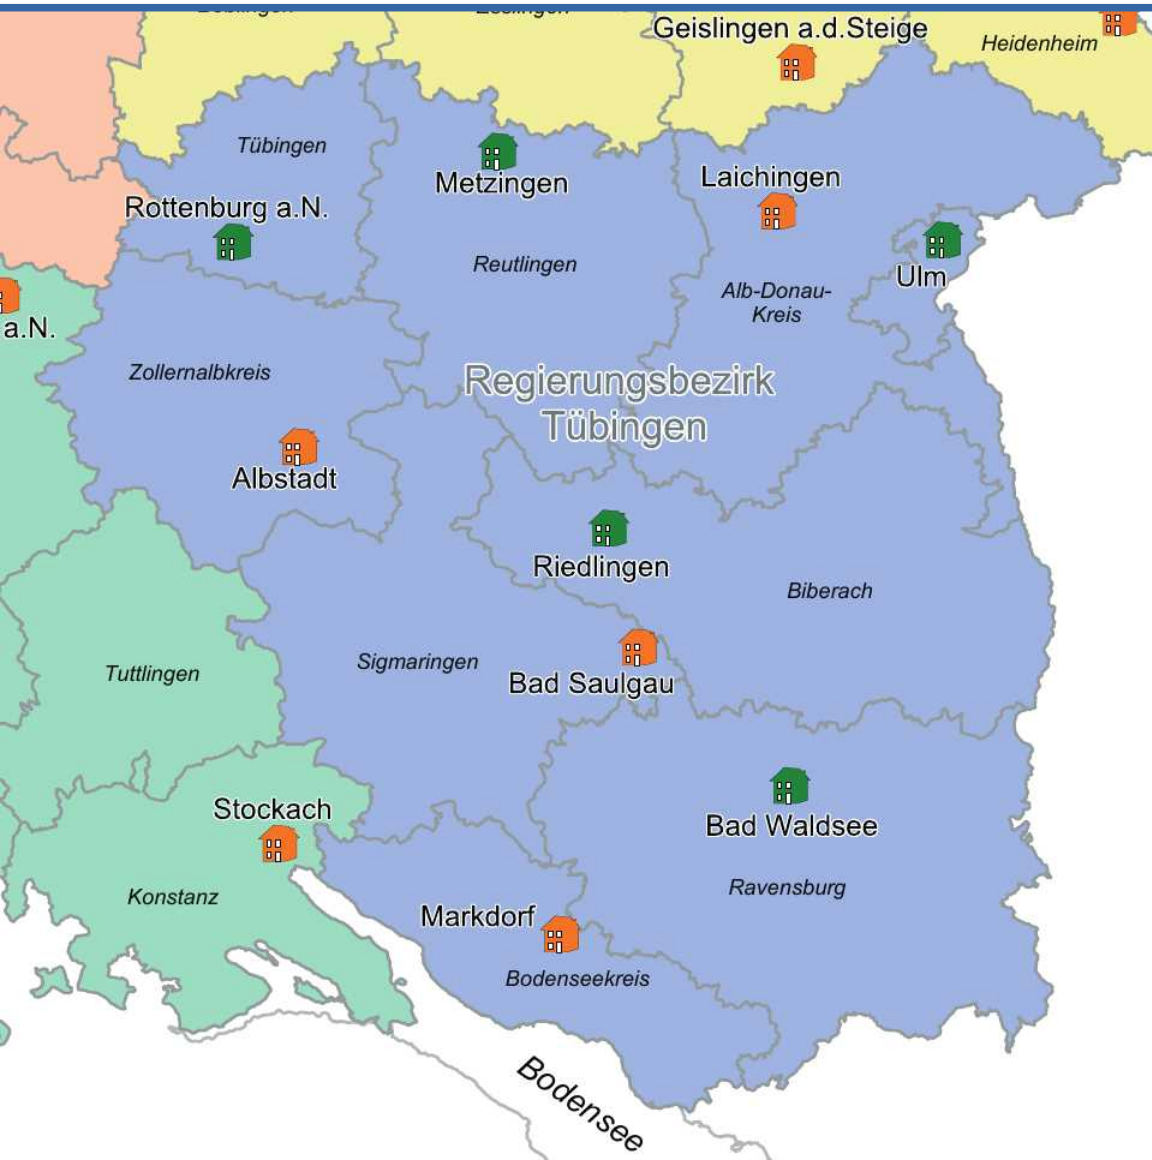 Geislingen a.d.Steige
Heidenheim
Tübingen
Metzingen
Laichingen
Rottenburg a.N.
Reutlingen
Ulm
Alb-Donau-
Kreis
a.N.
Zollernalbkreis
Regierungsbezirk
Tübingen
Albstadt
Riedlingen
Biberach
Sigmaringen
Tuttlingen
Bad Saulgau
Stockach
Bad Waldsee
Ravensburg
Konstanz
Markdorf
Bodenseekreis
Bodensee